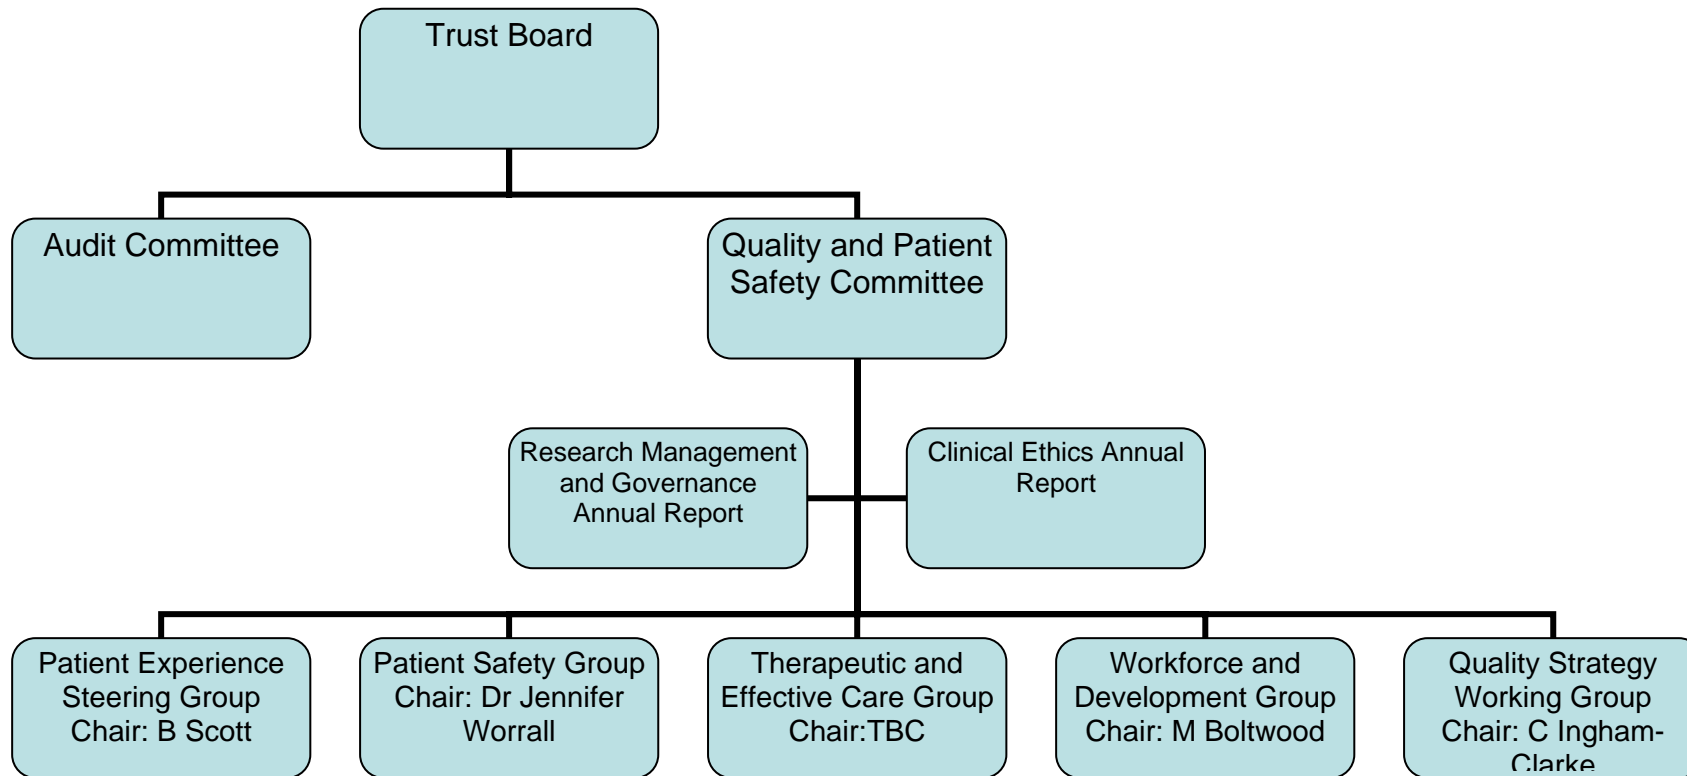 Trust Board
Audit Committee
Quality and Patient
Safety Committee
Research Management
and Governance
Annual Report
Clinical Ethics Annual
Report
Patient Experience
Steering Group
Chair: B Scott
Patient Safety Group
Chair: Dr Jennifer
Worrall
Therapeutic and
Effective Care Group
Chair:TBC
Workforce and
Development Group
Chair: M Boltwood
Quality Strategy
Working Group
Chair: C Ingham-
Clarke